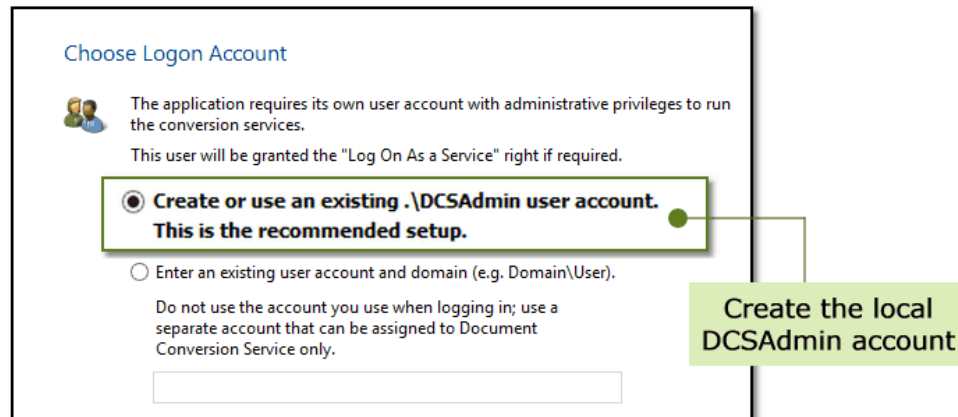 Choose Logon Account
The application requires its own user account with administrative privileges to run
the conversion services.
This user will be granted the "Log On As a Service" right if required.
Create or use an existing .\DCSAdmin user account.
This is the recommended setup.
Enter an existing user account and domain (e.g. Domain\User).
Do not use the account you use when logging in; use a
separate account that can be assigned to Document
Conversion Service only.
Create the local
DCSAdmin account